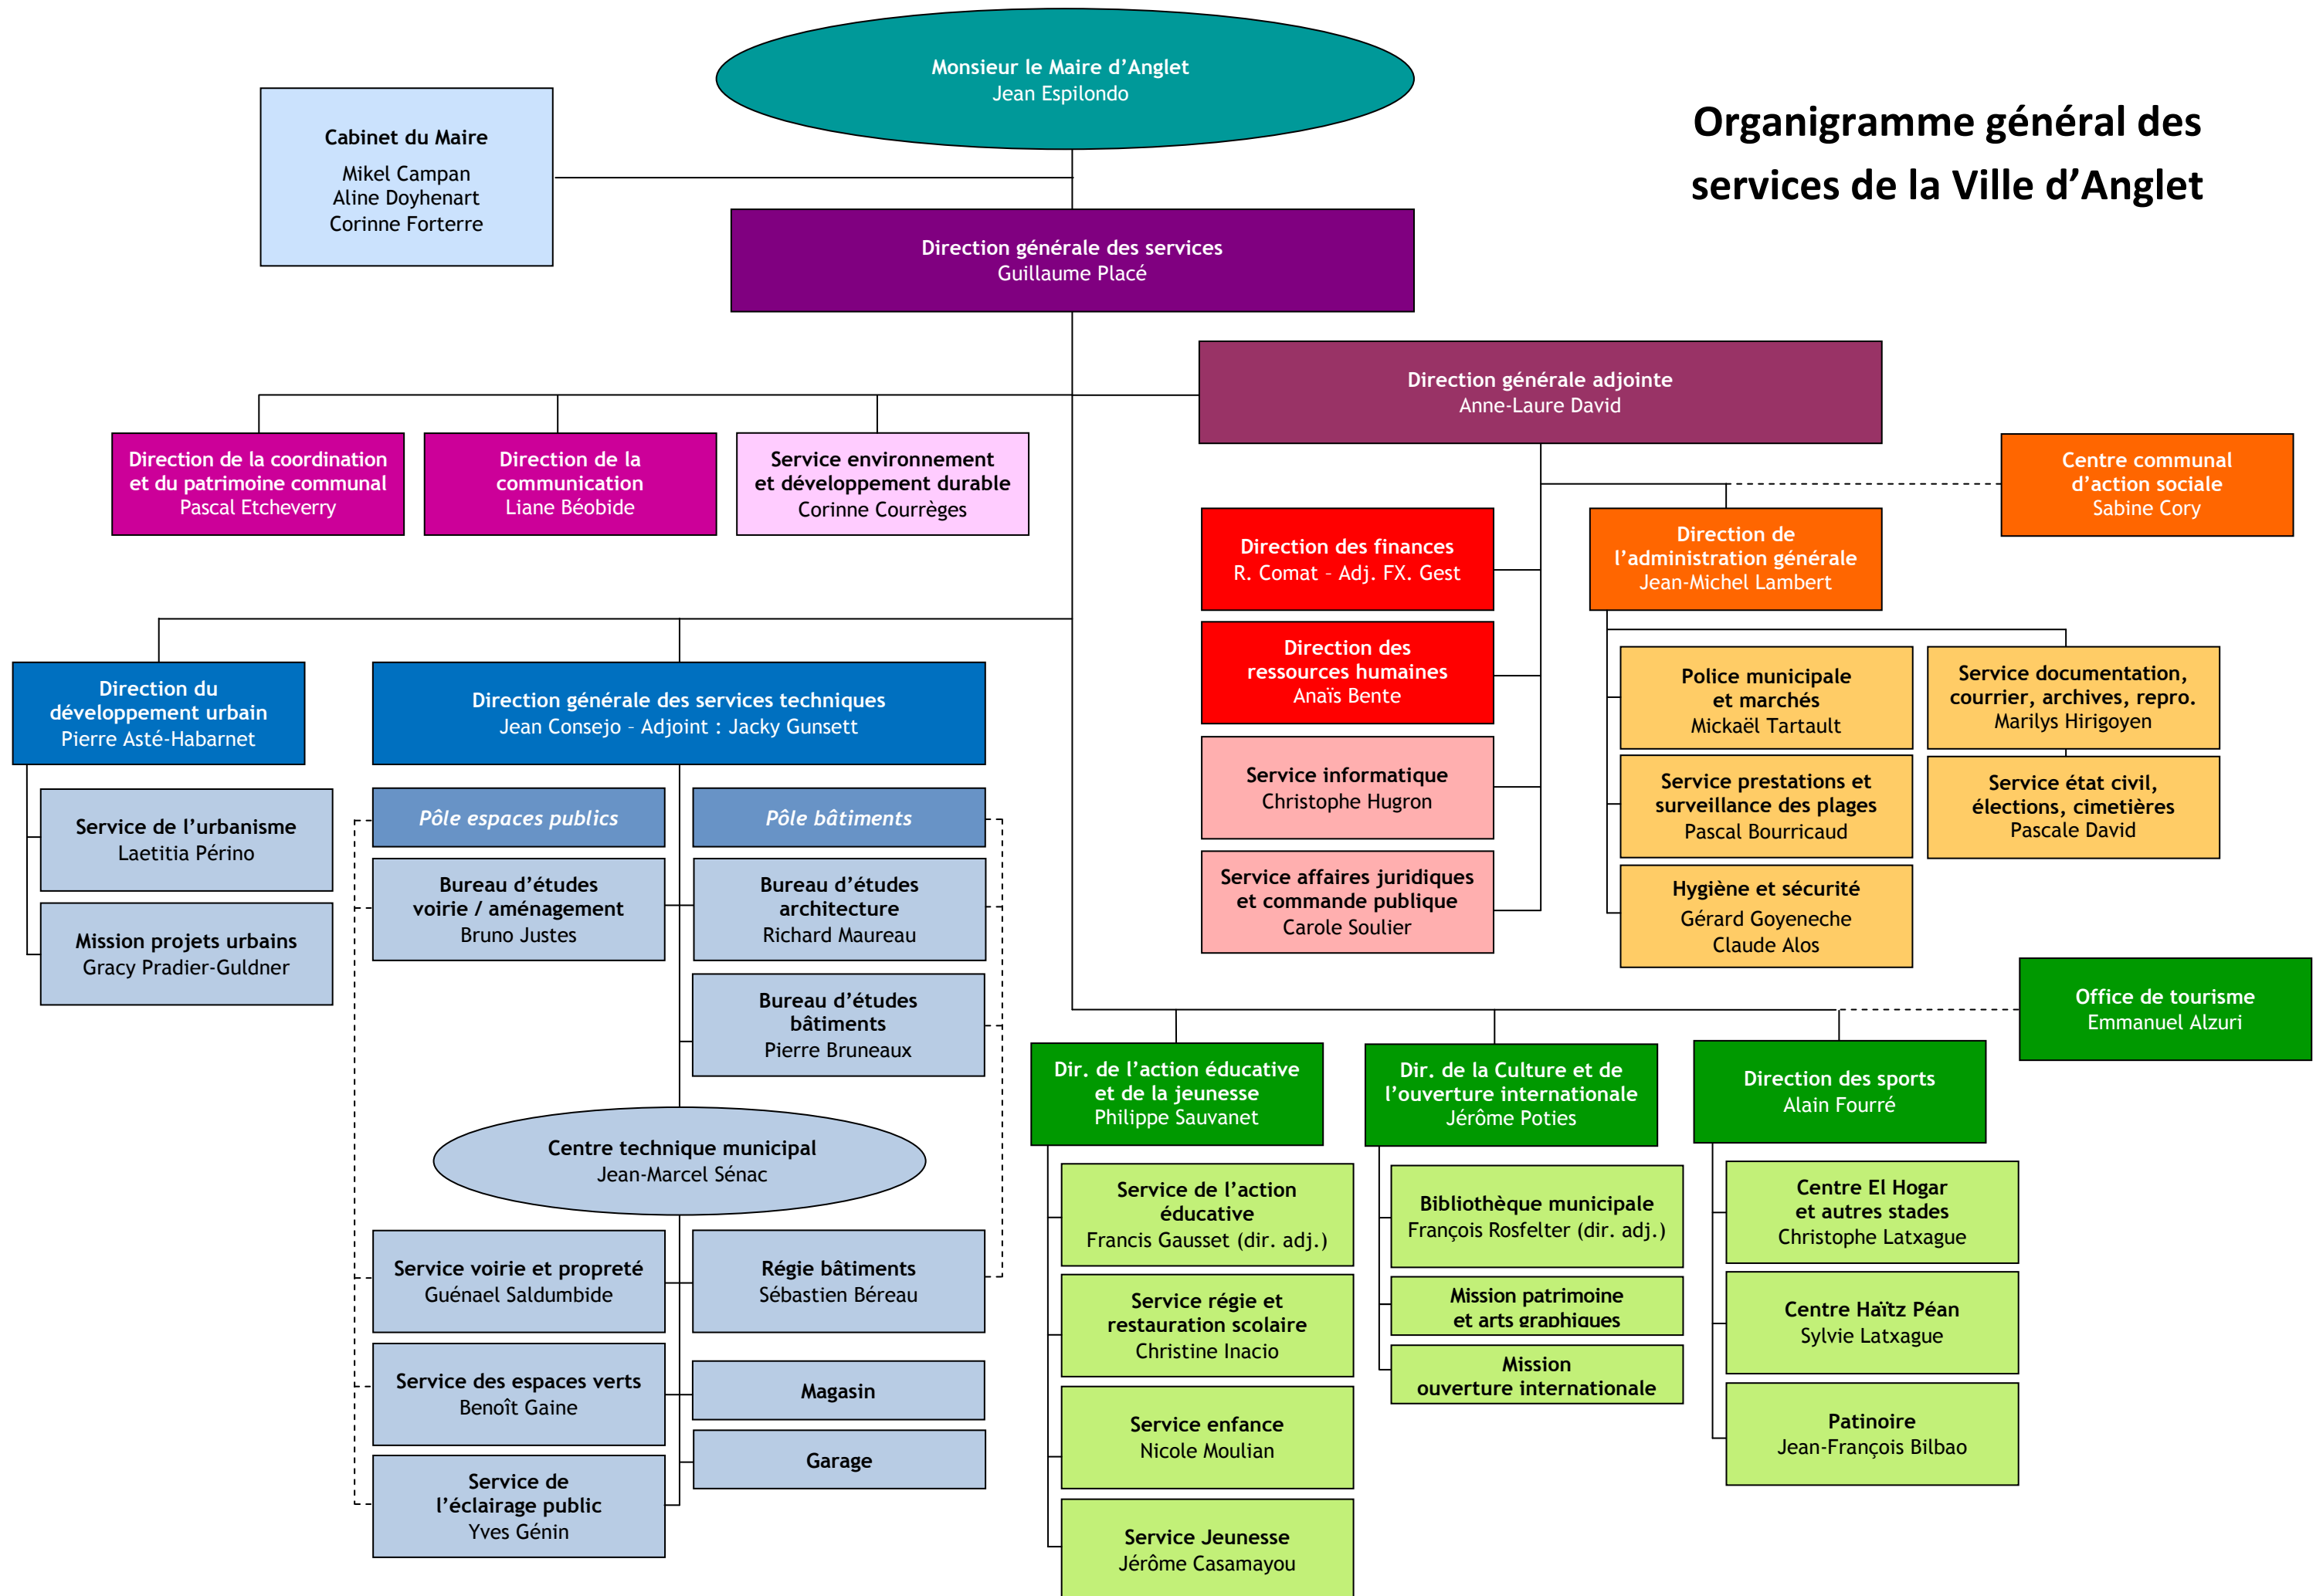 Monsieur le Maire d’Anglet
Jean Espilondo
Organigramme général des
services de la Ville d’Anglet
Cabinet du Maire
Mikel Campan
Aline Doyhenart
Corinne Forterre
Direction générale des services
Guillaume Placé
Direction générale adjointe
Anne-Laure David
Direction de la coordination
et du patrimoine communal
Pascal Etcheverry
Direction de la
communication
Liane Béobide
Service environnement
et développement durable
Corinne Courrèges
Centre communal
d’action sociale
Sabine Cory
Direction des finances
R. Comat – Adj. FX. Gest
Direction de
l’administration générale
Jean-Michel Lambert
Direction des
ressources humaines
Anaïs Bente
Service informatique
Christophe Hugron
Service affaires juridiques
et commande publique
Carole Soulier
Police municipale
et marchés
Mickaël Tartault
Service documentation,
courrier, archives, repro.
Marilys Hirigoyen
Service prestations et
surveillance des plages
Pascal Bourricaud
Service état civil,
élections, cimetières
Pascale David
Hygiène et sécurité
Gérard Goyeneche
Claude Alos
Direction du
développement urbain
Pierre Asté-Habarnet
Service de l’urbanisme
Laetitia Périno
Mission projets urbains
Gracy Pradier-Guldner
Direction générale des services techniques
Jean Consejo – Adjoint : Jacky Gunsett
Pôle espaces publics
Pôle bâtiments
Bureau d’études
voirie / aménagement
Bruno Justes
Bureau d’études
architecture
Richard Maureau
Bureau d’études
bâtiments
Pierre Bruneaux
Centre technique municipal
Jean-Marcel Sénac
Service voirie et propreté
Guénael Saldumbide
Régie bâtiments
Sébastien Béreau
Service des espaces verts
Benoît Gaine
Magasin
Garage
Service de
l’éclairage public
Yves Génin
Office de tourisme
Emmanuel Alzuri
Dir. de l’action éducative
et de la jeunesse
Philippe Sauvanet
Service de l’action
éducative
Francis Gausset (dir. adj.)
Service régie et
restauration scolaire
Christine Inacio
Service enfance
Nicole Moulian
Service Jeunesse
Jérôme Casamayou
Dir. de la Culture et de
l’ouverture internationale
Jérôme Poties
Bibliothèque municipale
François Rosfelter (dir. adj.)
Mission patrimoine
et arts graphiques
Mission
ouverture internationale
Direction des sports
Alain Fourré
Centre El Hogar
et autres stades
Christophe Latxague
Centre Haïtz Péan
Sylvie Latxague
Patinoire
Jean-François Bilbao